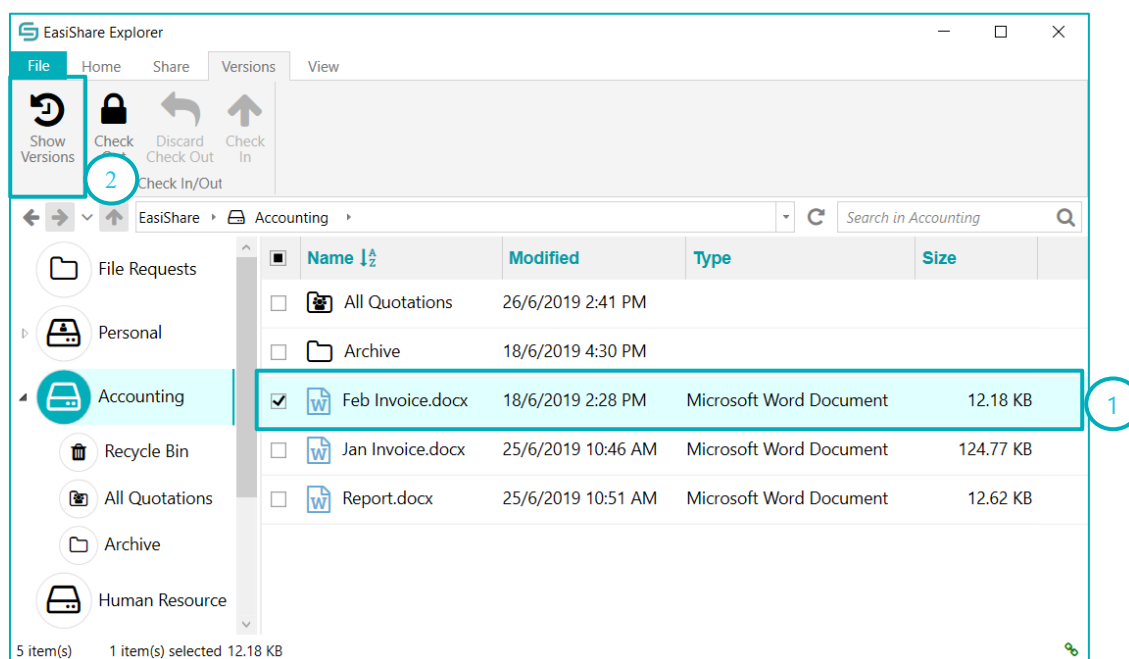 EasiShare Explorer
File Home Share Versions View
Show Versions
Check Out
Discard Check Out
Check In
2
Check In/Out
EasiShare Accounting
Search in Accounting
File Requests
Personal
Accounting
Recycle Bin
All Quotations
Archive
Human Resource
Name Modified Type Size
All Quotations 26/6/2019 2:41 PM
Archive 18/6/2019 4:30 PM
Feb Invoice.docx 18/6/2019 2:28 PM Microsoft Word Document 12.18 KB
1
Jan Invoice.docx 25/6/2019 10:46 AM Microsoft Word Document 124.77 KB
Report.docx 25/6/2019 10:51 AM Microsoft Word Document 12.62 KB
5 item(s) 1 item(s) selected 12.18 KB